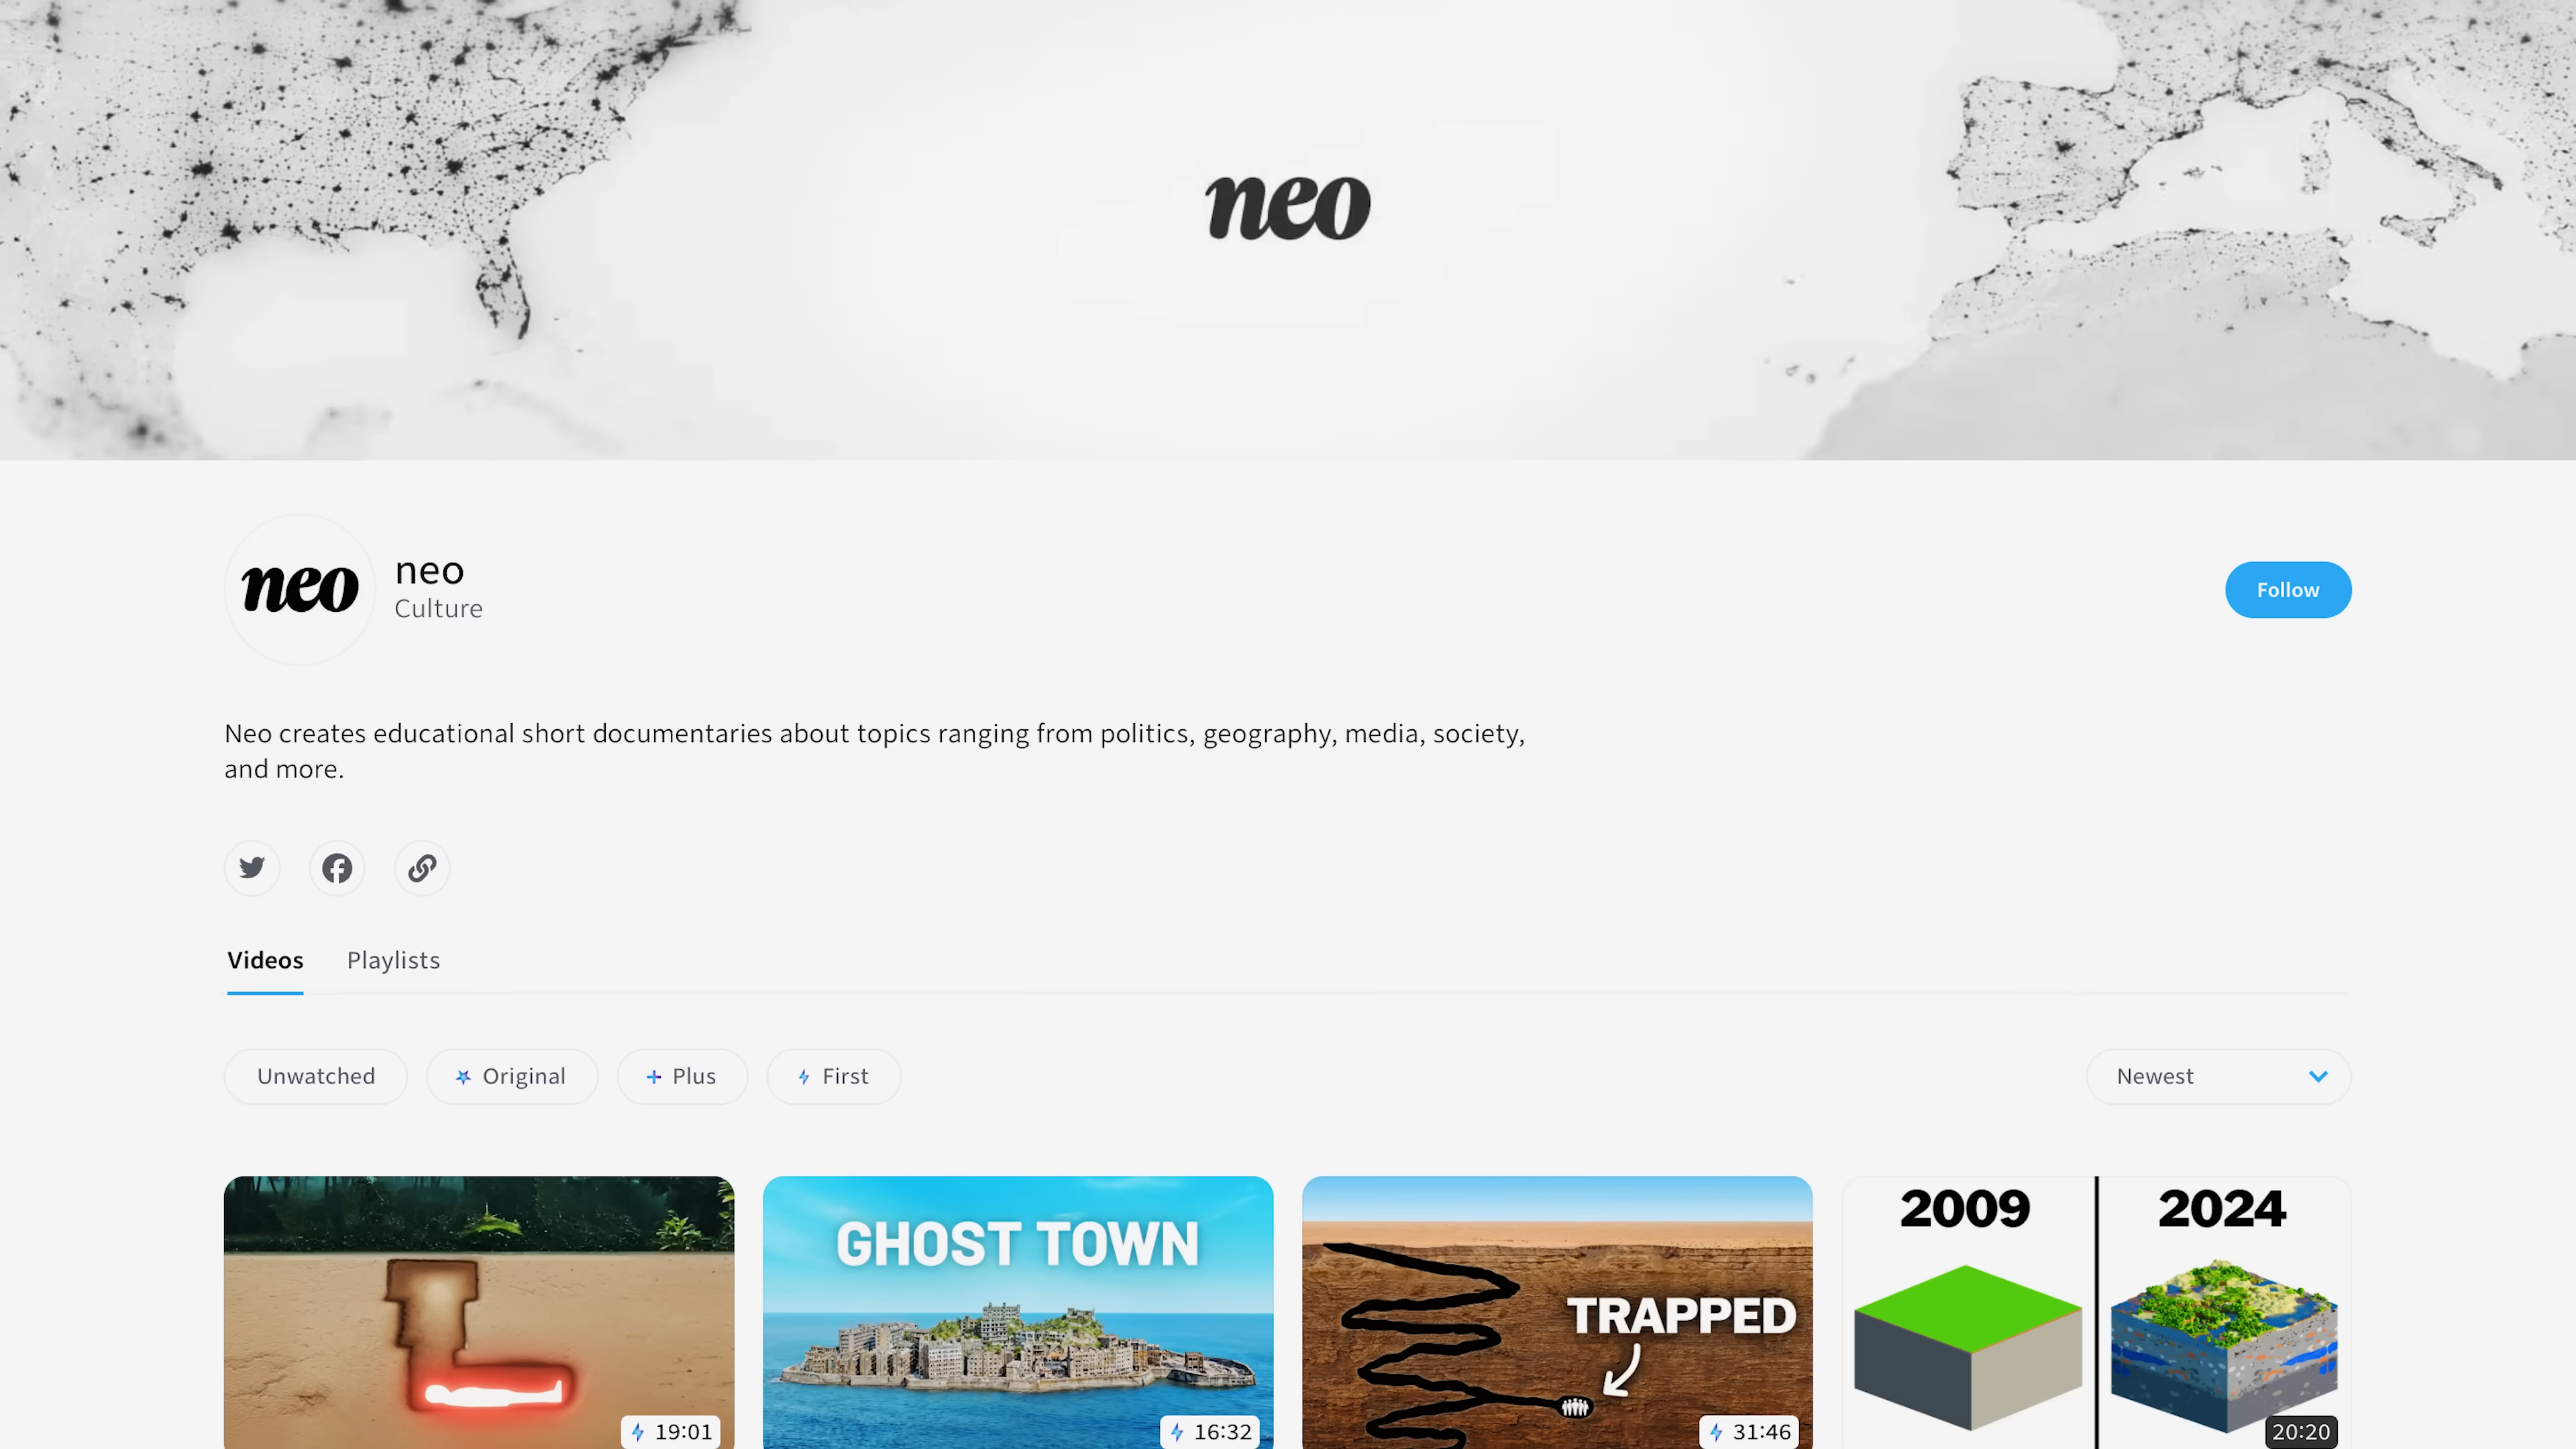 neo
neo
neo
Culture
Follow
Neo creates educational short documentaries about topics ranging from politics, geography, media, society,
and more.
Videos Playlists
Unwatched Original Plus First Newest
19:01
GHOST TOWN
16:32
TRAPPED
31:46
2009 2024
20:20